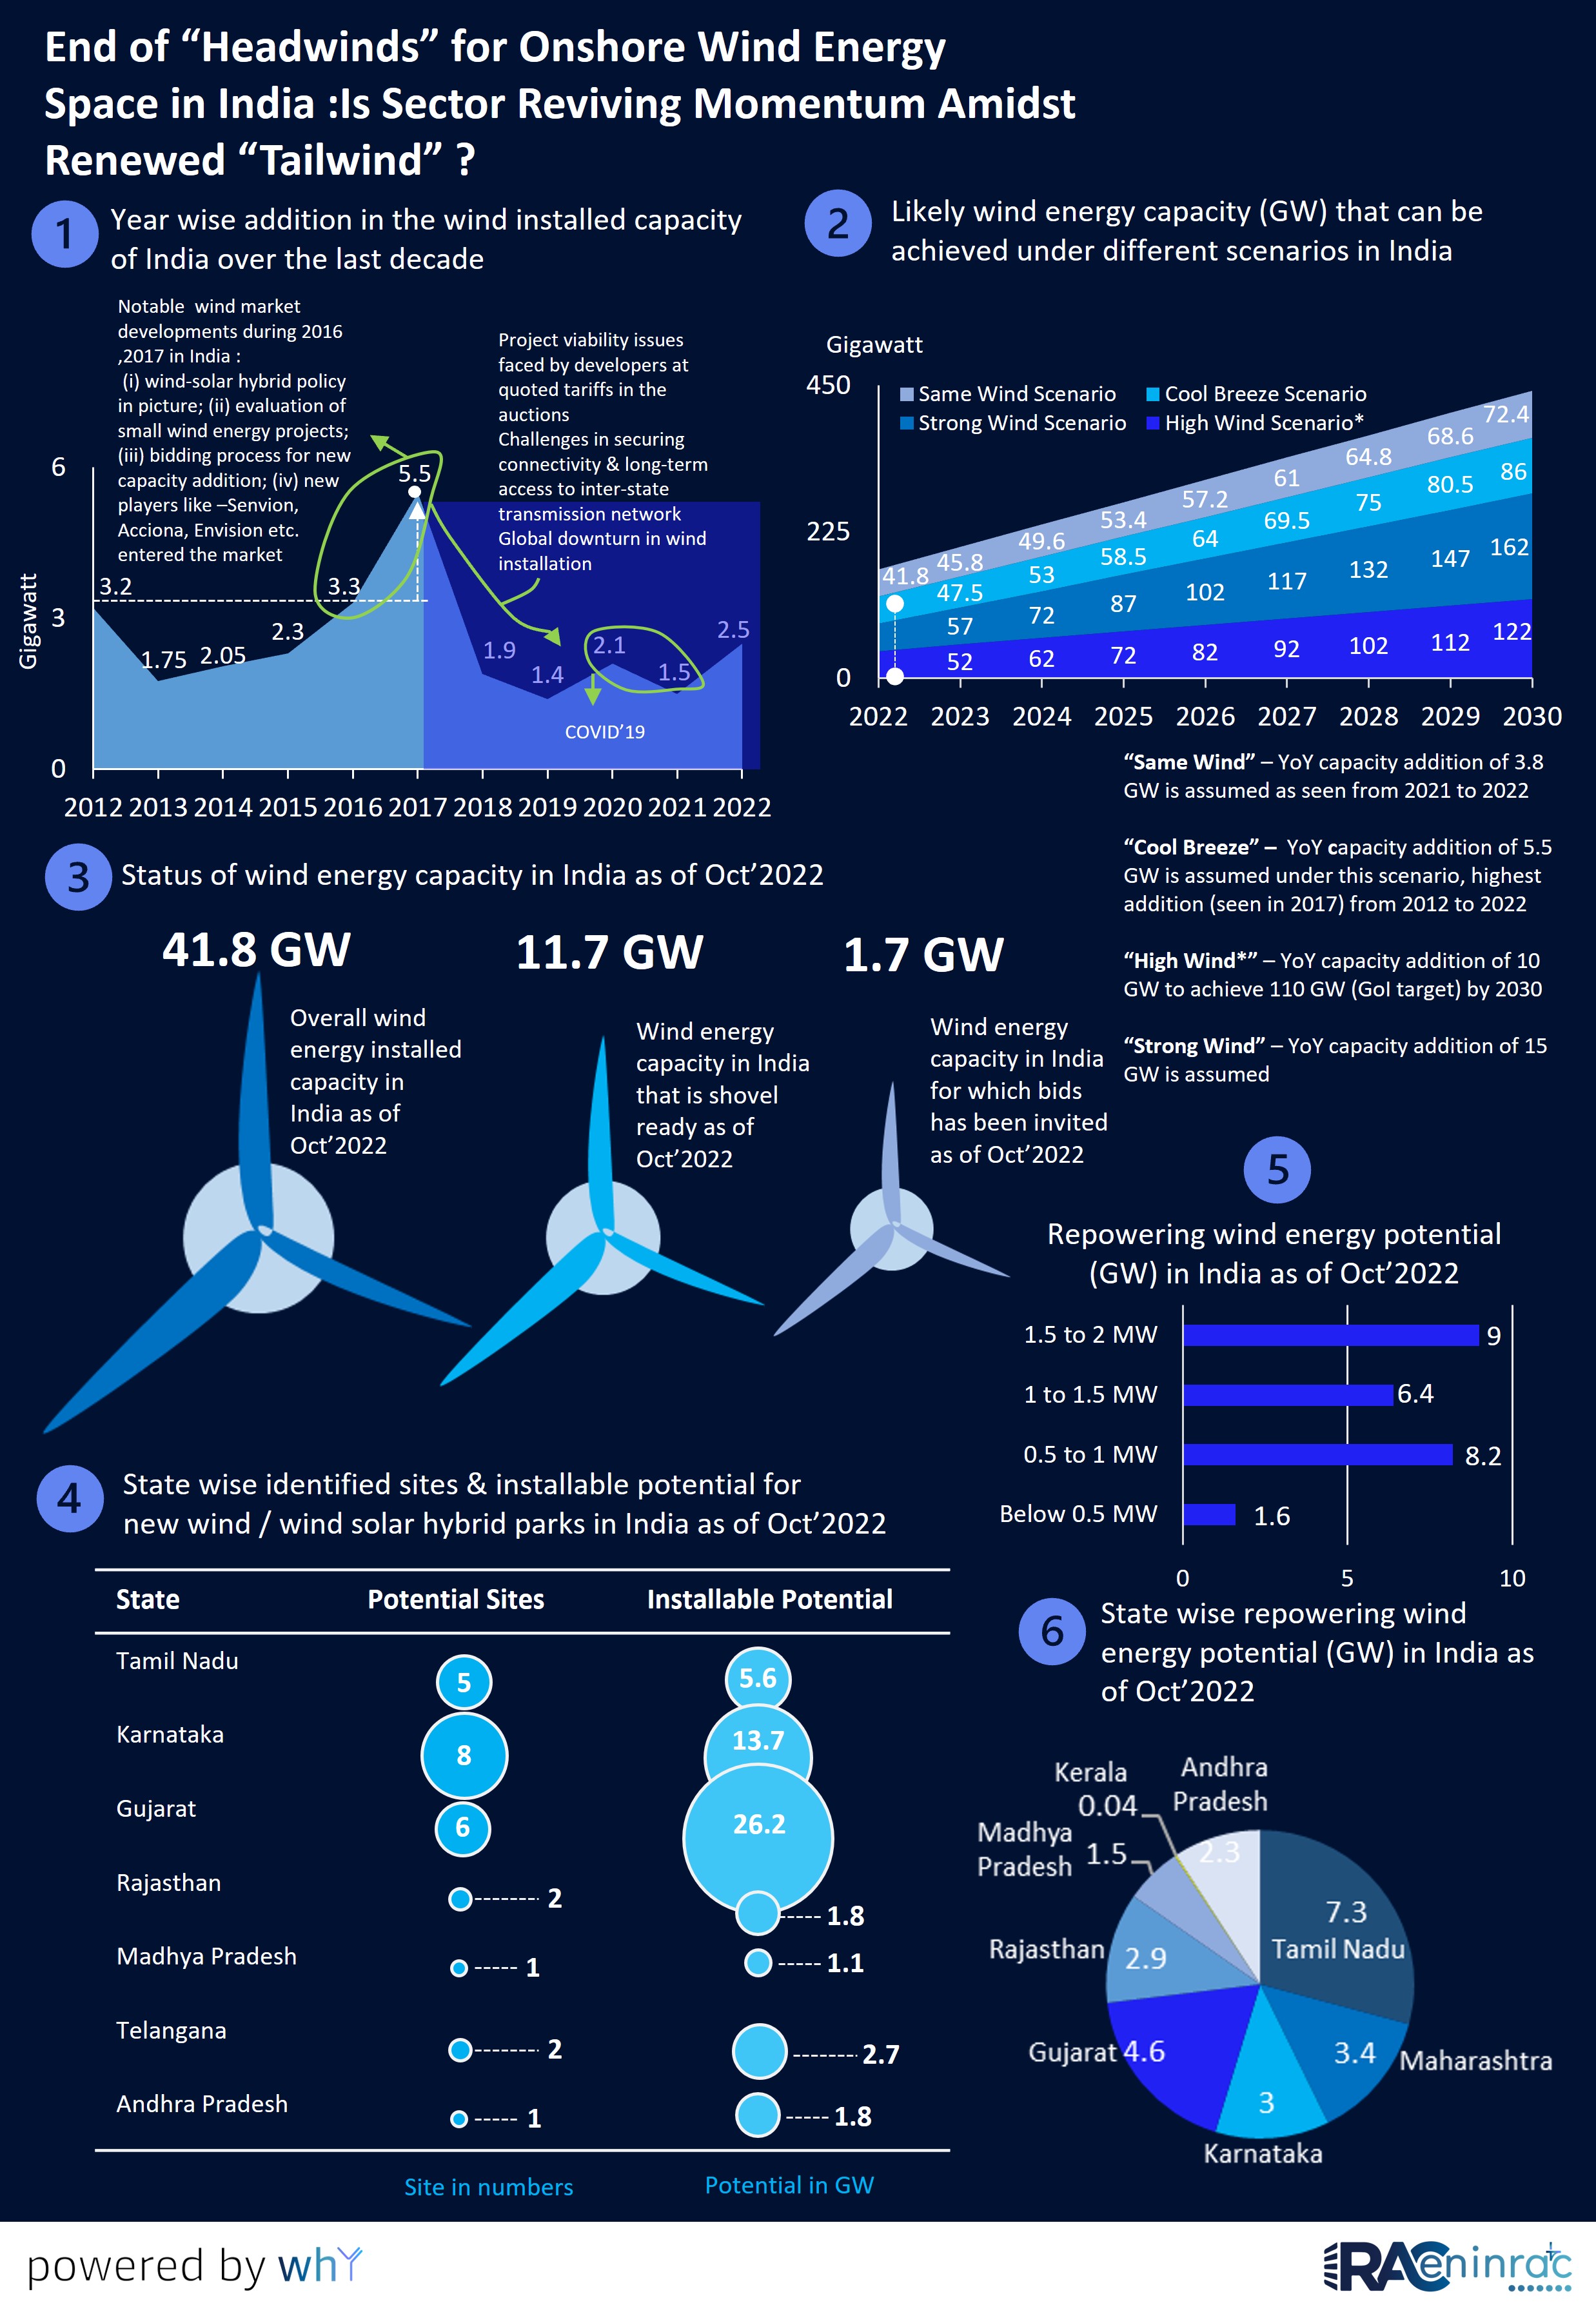 End of “Headwinds” for Onshore Wind Energy
Space in India :Is Sector Reviving Momentum Amidst
Renewed “Tailwind” ?
1
Year wise addition in the wind installed capacity
of India over the last decade
Notable wind market
developments during 2016
,2017 in India :
(i) wind-solar hybrid policy
in picture; (ii) evaluation of
small wind energy projects;
(iii) bidding process for new
capacity addition; (iv) new
players like –Senvion,
Acciona, Envision etc.
entered the market
Project viability issues
faced by developers at
quoted tariffs in the
auctions
Challenges in securing
connectivity & long-term
access to inter-state
transmission network
Global downturn in wind
installation
Gigawatt
6
3
0
3.2
1.75
2.05
2.3
3.3
5.5
1.9
1.4
2.1
1.5
2.5
COVID’19
2012 2013 2014 2015 2016 2017 2018 2019 2020 2021 2022
2
Likely wind energy capacity (GW) that can be
achieved under different scenarios in India
Gigawatt
450
225
0
Same Wind Scenario
Cool Breeze Scenario
Strong Wind Scenario
High Wind Scenario*
41.8 45.8 49.6 53.4 57.2 61 64.8 68.6 72.4
47.5 53 58.5 64 69.5 75 80.5 86
57 72 87 102 117 132 147 162
52 62 72 82 92 102 112 122
2022 2023 2024 2025 2026 2027 2028 2029 2030
“Same Wind” – YoY capacity addition of 3.8
GW is assumed as seen from 2021 to 2022
“Cool Breeze” – YoY capacity addition of 5.5
GW is assumed under this scenario, highest
addition (seen in 2017) from 2012 to 2022
“High Wind*” – YoY capacity addition of 10
GW to achieve 110 GW (GoI target) by 2030
“Strong Wind” – YoY capacity addition of 15
GW is assumed
3
Status of wind energy capacity in India as of Oct’2022
41.8 GW
Overall wind
energy installed
capacity in
India as of
Oct’2022
11.7 GW
Wind energy
capacity in India
that is shovel
ready as of
Oct’2022
1.7 GW
Wind energy
capacity in India
for which bids
has been invited
as of Oct’2022
4
State wise identified sites & installable potential for
new wind / wind solar hybrid parks in India as of Oct’2022
State Potential Sites Installable Potential
Tamil Nadu 5 5.6
Karnataka 8 13.7
Gujarat 6 26.2
Rajasthan 2 1.8
Madhya Pradesh 1 1.1
Telangana 2 2.7
Andhra Pradesh 1 1.8
Site in numbers
Potential in GW
5
Repowering wind energy potential
(GW) in India as of Oct’2022
1.5 to 2 MW 9
1 to 1.5 MW 6.4
0.5 to 1 MW 8.2
Below 0.5 MW 1.6
0 5 10
6
State wise repowering wind
energy potential (GW) in India as
of Oct’2022
Kerala
0.04
Andhra
Pradesh
2.3
Madhya
Pradesh
1.5
7.3
Tamil Nadu
Rajasthan
2.9
Gujarat 4.6
3.4
Maharashtra
3
Karnataka
powered by whY
RACeninrac